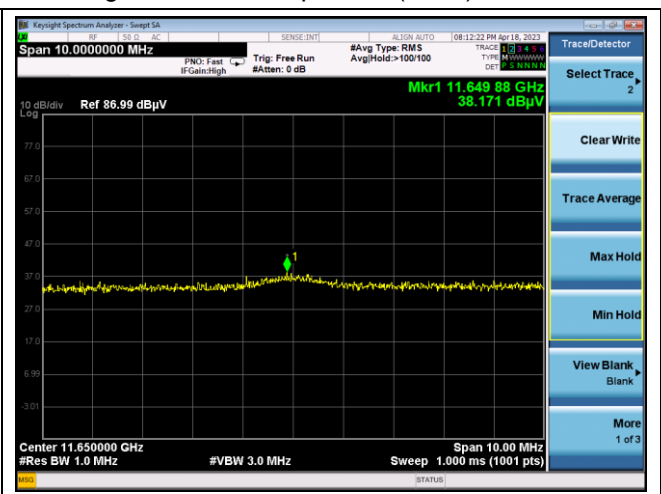 Keysight Spectrum Analyzer - Swept SA
RF 50 Ω AC SENSE:INT ALIGN AUTO 08:12:22 PM Apr 18, 2023
Span 10.0000000 MHz
PNO: Fast
IFGain:High
Trig: Free Run
#Atten: 0 dB
#Avg Type: RMS
Avg|Hold:>100/100
TRACE 1 2 3 4 5 6
TYPE M WWWWW
DET P S N N N N
Mkr1 11.649 88 GHz
38.171 dBµV
10 dB/div Ref 86.99 dBµV
Log
77.0
67.0
57.0
47.0
37.0
27.0
17.0
6.99
-3.01
1
Center 11.650000 GHz
Span 10.00 MHz
#Res BW 1.0 MHz
#VBW 3.0 MHz
Sweep 1.000 ms (1001 pts)
MSG
STATUS
Trace/Detector
Select Trace
2
Clear Write
Trace Average
Max Hold
Min Hold
View Blank
Blank
More
1 of 3